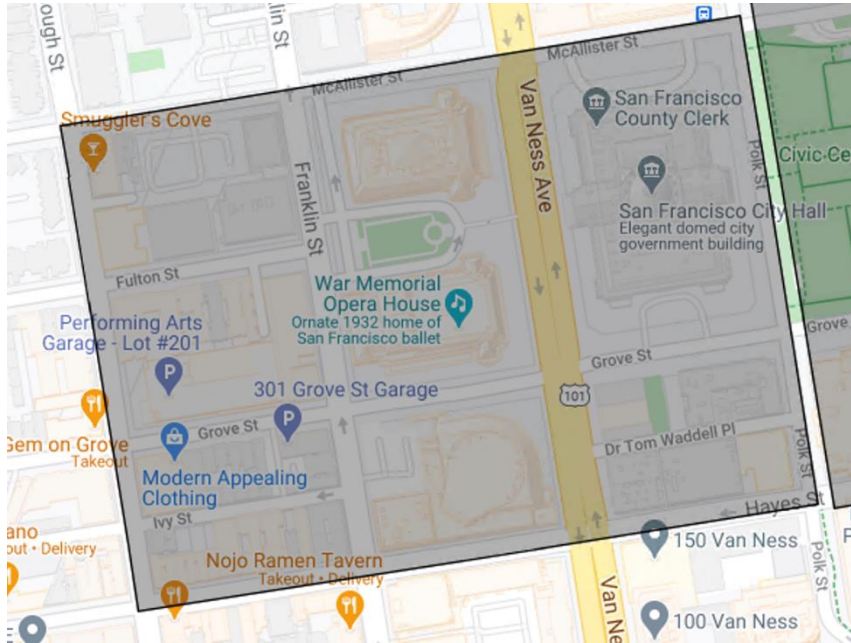 ough St
lin St
McAllister St
McAllister St
Smuggler's Cove
Franklin St
Van Ness Ave
San Francisco
County Clerk
Polk St
Civic Ce
San Francisco City Hall
Elegant domed city
government building
Fulton St
War Memorial
Opera House
Ornate 1932 home of
San Francisco ballet
Performing Arts
Garage - Lot #201
P
Grove
Grove St
301 Grove St Garage
P
101
Gem on Grove
Takeout
Grove St
Modern Appealing
Clothing
Dr Tom Waddell Pl
Polk St
Hayes St
Ivy St
ano
out • Delivery
Nojo Ramen Tavern
Takeout • Delivery
150 Van Ness
Van Ne
Polk St
P
100 Van Ness
E